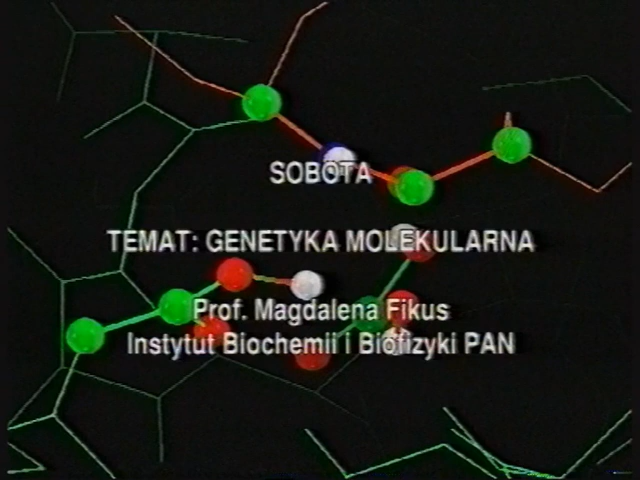 SOBOTA
TEMAT: GENETYKA MOLEKULARNA
Prof. Magdalena Fikus
Instytut Biochemii i Biofizyki PAN